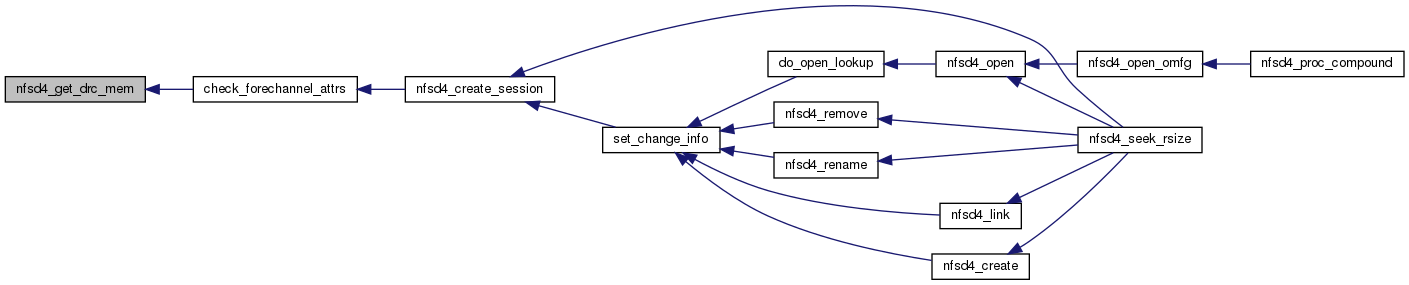 nfsd4_get_drc_mem
check_forechannel_attrs
nfsd4_create_session
set_change_info
do_open_lookup
nfsd4_open
nfsd4_open_omfg
nfsd4_proc_compound
nfsd4_remove
nfsd4_seek_rsize
nfsd4_rename
nfsd4_link
nfsd4_create